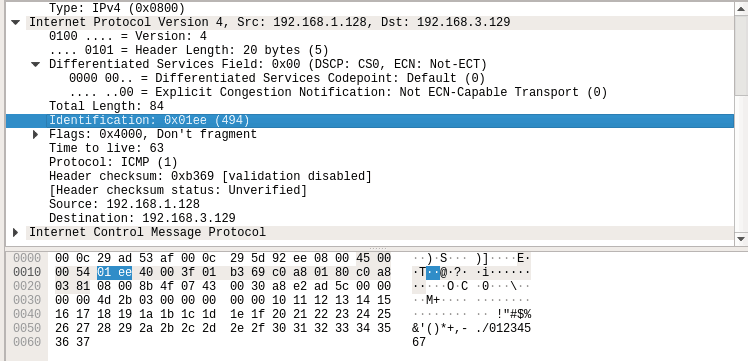 Type: IPv4 (0x0800)
Internet Protocol Version 4, Src: 192.168.1.128, Dst: 192.168.3.129
0100 .... = Version: 4
.... 0101 = Header Length: 20 bytes (5)
Differentiated Services Field: 0x00 (DSCP: CS0, ECN: Not-ECT)
0000 00.. = Differentiated Services Codepoint: Default (0)
.... ..00 = Explicit Congestion Notification: Not ECN-Capable Transport (0)
Total Length: 84
Identification: 0x01ee (494)
Flags: 0x4000, Don't fragment
Time to live: 63
Protocol: ICMP (1)
Header checksum: 0xb369 [validation disabled]
[Header checksum status: Unverified]
Source: 192.168.1.128
Destination: 192.168.3.129
Internet Control Message Protocol
0000 00 0c 29 ad 53 af 00 0c 29 5d 92 ee 08 00 45 00 ··)·S··· )]····E·
0010 00 54 01 ee 40 00 3f 01 b3 69 c0 a8 01 80 c0 a8 ·T··@·?· ·i······
0020 03 81 08 00 8b 4f 07 43 00 30 a8 e2 ad 5c 00 00 ·····O·C ·0···\··
0030 00 00 4d 2b 03 00 00 00 00 00 10 11 12 13 14 15 ··M+···· ········
0040 16 17 18 19 1a 1b 1c 1d 1e 1f 20 21 22 23 24 25 ········ ·· !"#$%
0050 26 27 28 29 2a 2b 2c 2d 2e 2f 30 31 32 33 34 35 &'()*+,- ./012345
0060 36 37 67